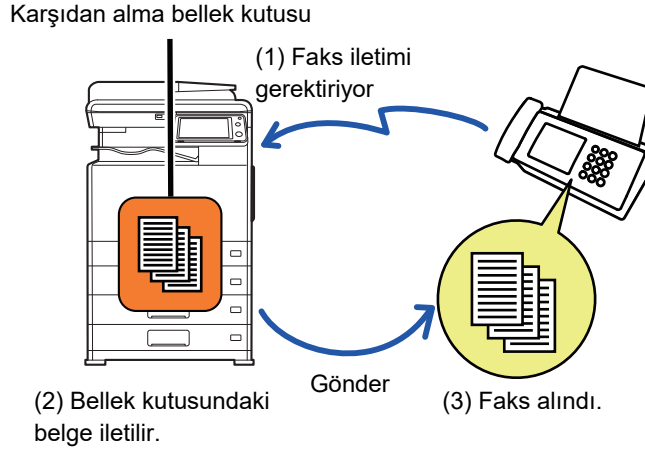 Karşıdan alma bellek kutusu
(1) Faks iletimi
gerektiriyor
Gönder
(2) Bellek kutusundaki
belge iletilir.
(3) Faks alındı.